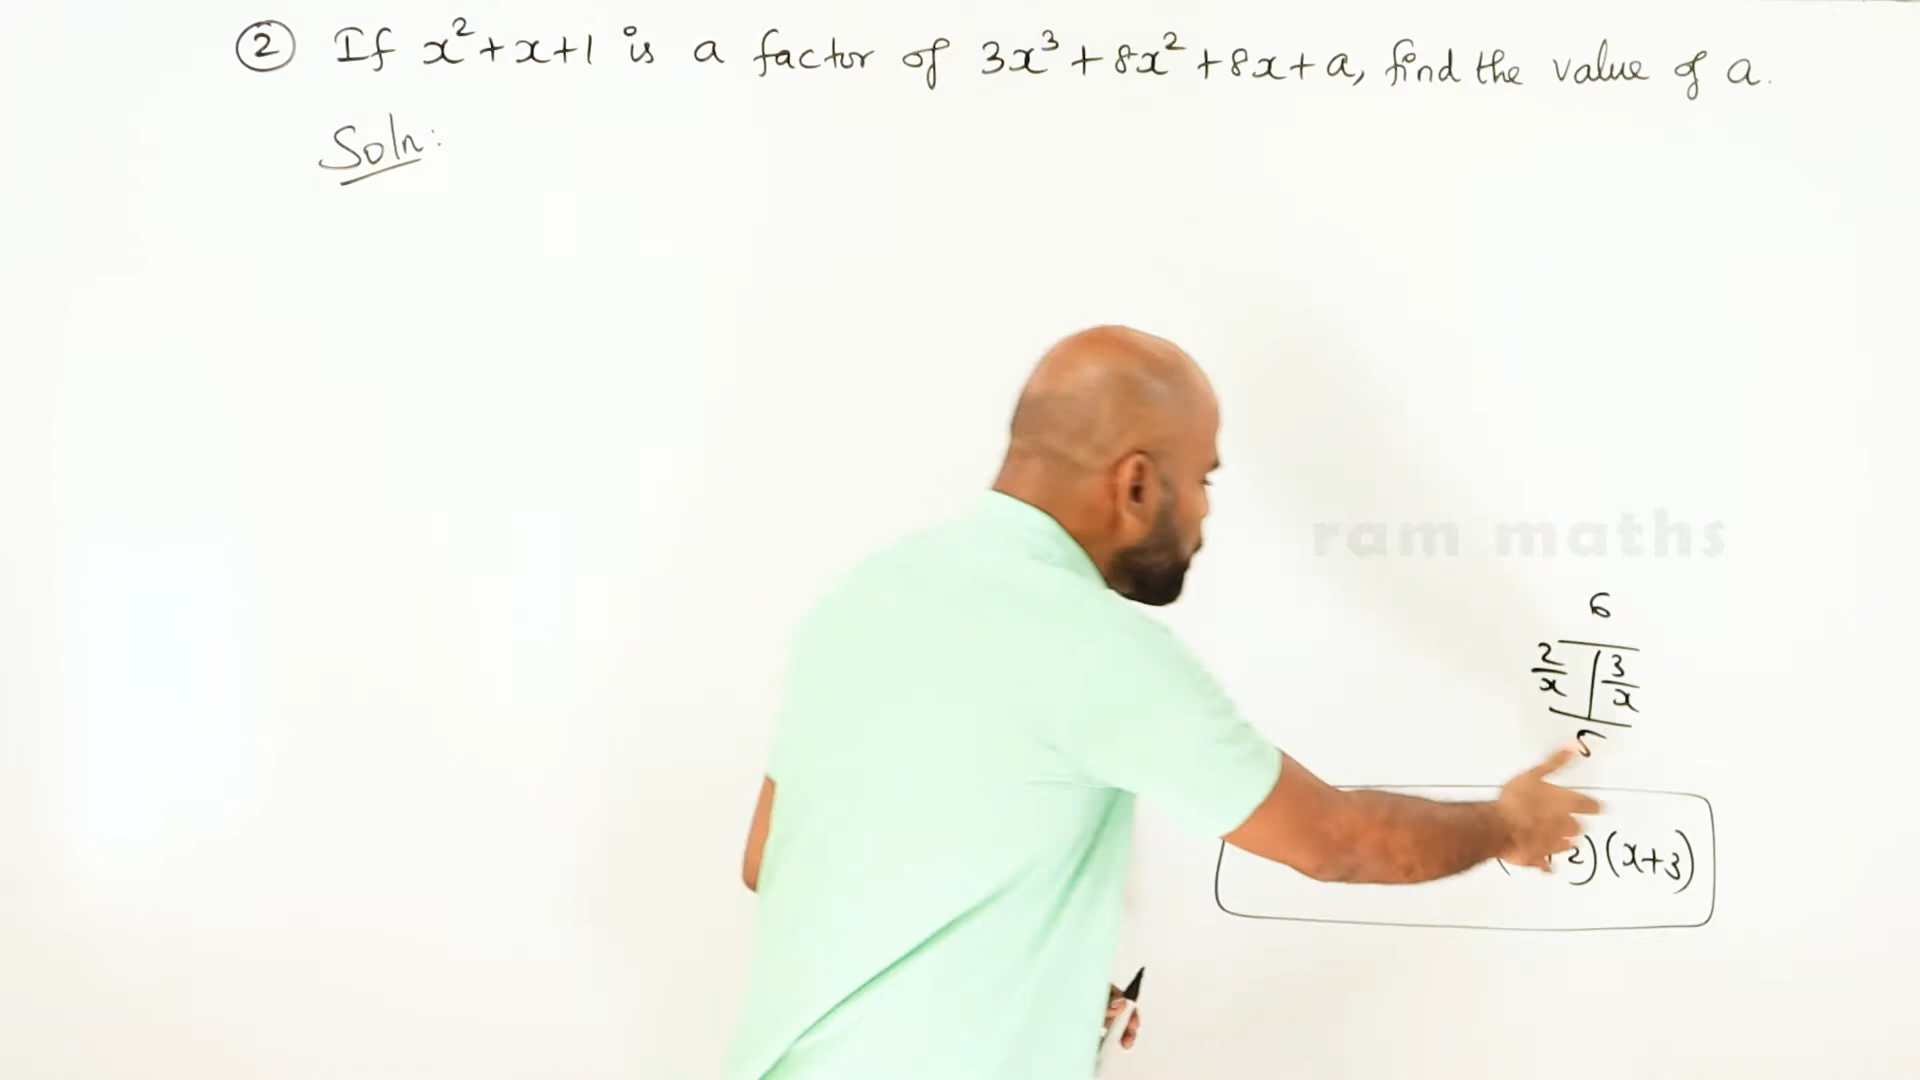 ② If x²+x+1 is a factor of 3x³+8x²+8x+a, find the value of a.
Soln:
ram maths
6
2/x | 3/x
5
2)(x+3)